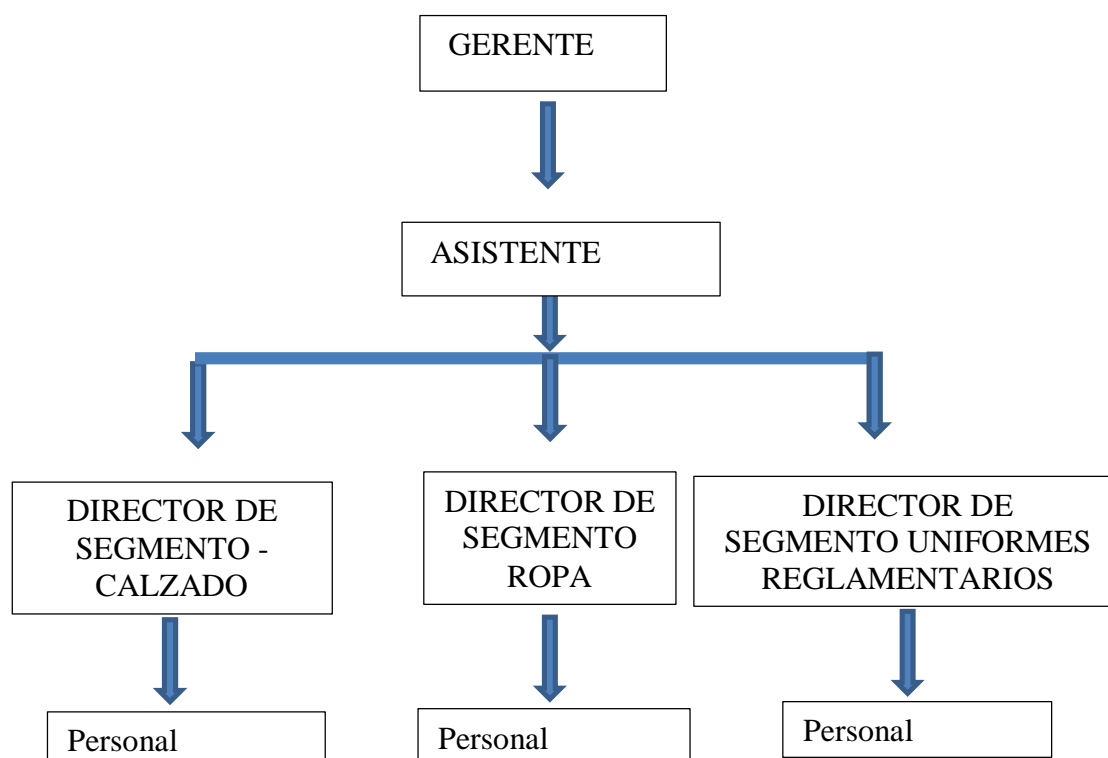 GERENTE
ASISTENTE
DIRECTOR DE
SEGMENTO -
CALZADO
DIRECTOR DE
SEGMENTO
ROPA
DIRECTOR DE
SEGMENTO UNIFORMES
REGLAMENTARIOS
Personal
Personal
Personal